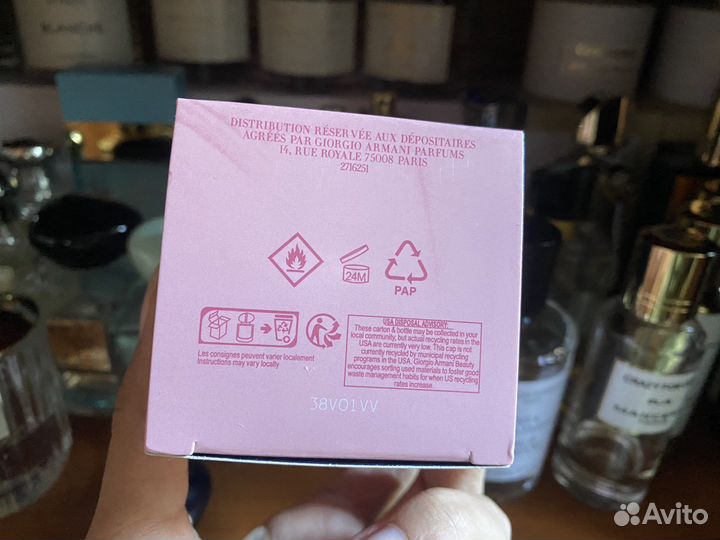 BLANCHE
DISTRIBUTION RÉSERVÉE AUX DÉPOSITAIRES
AGRÉÉS PAR GIORGIO ARMANI PARFUMS
14, RUE ROYALE 75008 PARIS
2716251
24M
PAP
Les consignes peuvent varier localement
Instructions may vary locally
USA DISPOSAL ADVISORY:
These carton & bottle may be collected in your
local community, but actual recycling rates in the
USA are currently very low. This cap is not
currently recycled by municipal recycling
programs in the USA. Giorgio Armani Beauty
encourages sorting used materials to foster good
waste management habits for when US recycling
rates increase.
38VO1VV
Avito